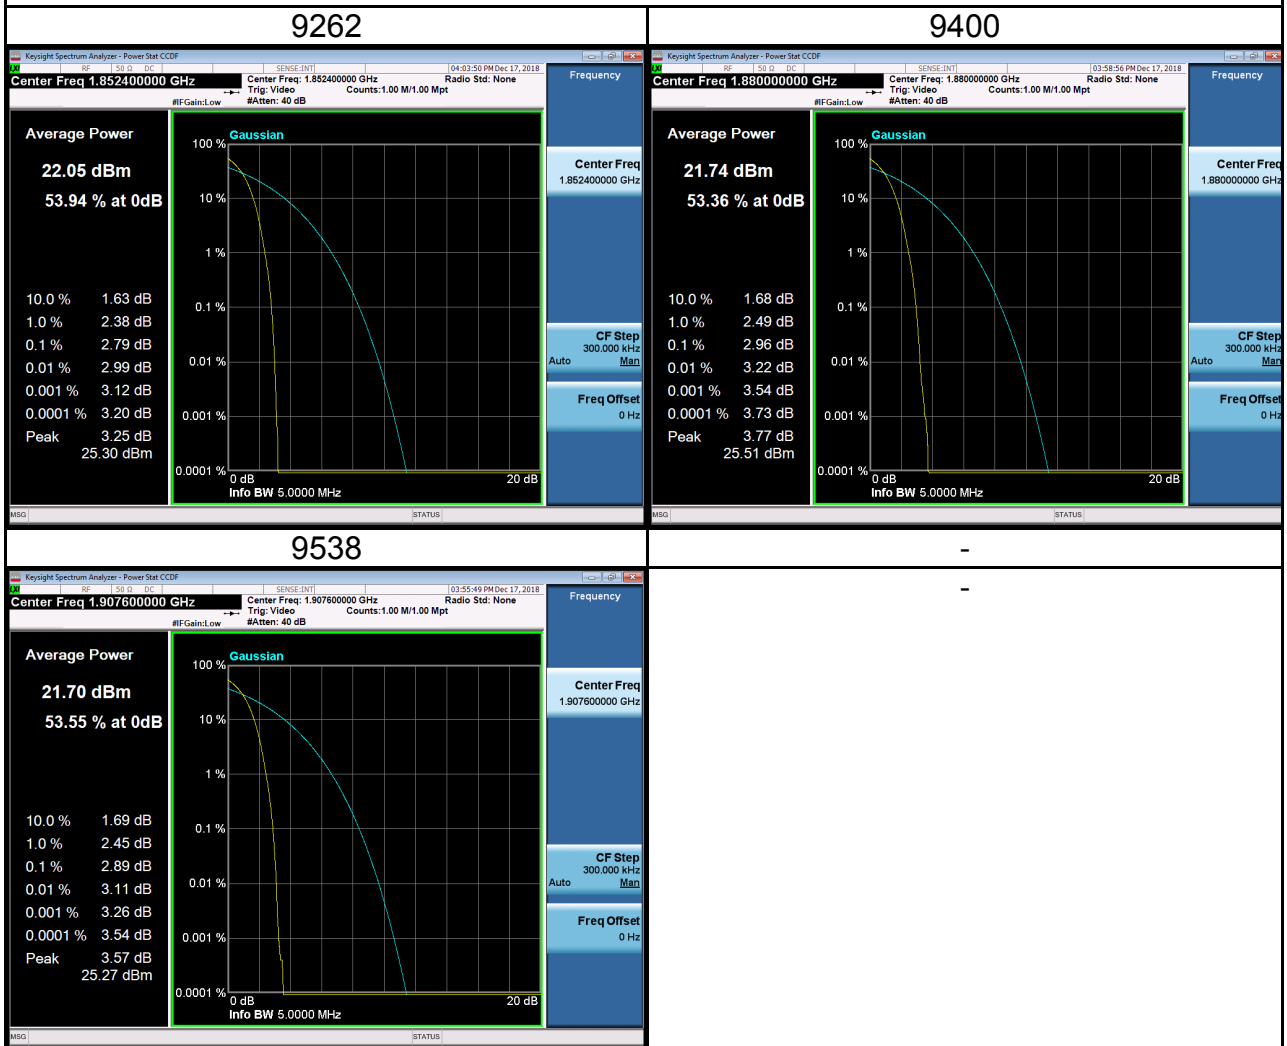 9262
9400
Keysight Spectrum Analyzer - Power Stat CCDF
LXI RF 50 Ω DC SENSE:INT 04:03:50 PM Dec 17, 2018
Center Freq 1.852400000 GHz
Center Freq: 1.852400000 GHz Radio Std: None
Trig: Video Counts:1.00 M/1.00 Mpt
#IFGain:Low #Atten: 40 dB
Average Power
22.05 dBm
53.94 % at 0dB
10.0 % 1.63 dB
1.0 % 2.38 dB
0.1 % 2.79 dB
0.01 % 2.99 dB
0.001 % 3.12 dB
0.0001 % 3.20 dB
Peak 3.25 dB
25.30 dBm
Gaussian
100 %
10 %
1 %
0.1 %
0.01 %
0.001 %
0.0001 %
0 dB 20 dB
Info BW 5.0000 MHz
Frequency
Center Freq
1.852400000 GHz
CF Step
300.000 kHz
Auto Man
Freq Offset
0 Hz
MSG STATUS
Keysight Spectrum Analyzer - Power Stat CCDF
LXI RF 50 Ω DC SENSE:INT 03:58:56 PM Dec 17, 2018
Center Freq 1.880000000 GHz
Center Freq: 1.880000000 GHz Radio Std: None
Trig: Video Counts:1.00 M/1.00 Mpt
#IFGain:Low #Atten: 40 dB
Average Power
21.74 dBm
53.36 % at 0dB
10.0 % 1.68 dB
1.0 % 2.49 dB
0.1 % 2.96 dB
0.01 % 3.22 dB
0.001 % 3.54 dB
0.0001 % 3.73 dB
Peak 3.77 dB
25.51 dBm
Gaussian
100 %
10 %
1 %
0.1 %
0.01 %
0.001 %
0.0001 %
0 dB 20 dB
Info BW 5.0000 MHz
Frequency
Center Freq
1.880000000 GHz
CF Step
300.000 kHz
Auto Man
Freq Offset
0 Hz
MSG STATUS
9538
-
Keysight Spectrum Analyzer - Power Stat CCDF
LXI RF 50 Ω DC SENSE:INT 03:55:49 PM Dec 17, 2018
Center Freq 1.907600000 GHz
Center Freq: 1.907600000 GHz Radio Std: None
Trig: Video Counts:1.00 M/1.00 Mpt
#IFGain:Low #Atten: 40 dB
Average Power
21.70 dBm
53.55 % at 0dB
10.0 % 1.69 dB
1.0 % 2.45 dB
0.1 % 2.89 dB
0.01 % 3.11 dB
0.001 % 3.26 dB
0.0001 % 3.54 dB
Peak 3.57 dB
25.27 dBm
Gaussian
100 %
10 %
1 %
0.1 %
0.01 %
0.001 %
0.0001 %
0 dB 20 dB
Info BW 5.0000 MHz
Frequency
Center Freq
1.907600000 GHz
CF Step
300.000 kHz
Auto Man
Freq Offset
0 Hz
MSG STATUS
-